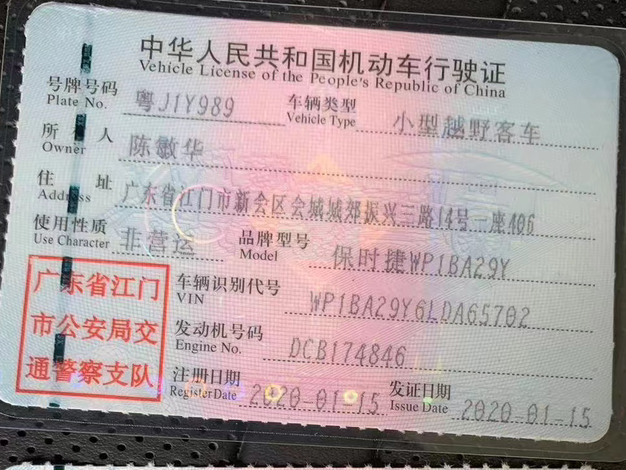 中华人民共和国机动车行驶证
Vehicle License of the People's Republic of China
号牌号码 粤J1Y989 车辆类型 小型越野客车
Plate No. Vehicle Type
所有人 陈敏华
Owner
住址 广东省江门市新会区会城城郊振兴三路14号一座406
Address
使用性质 非营运 品牌型号 保时捷WP1BA29Y
Use Character Model
车辆识别代号 WP1BA29Y6LDA65702
VIN
发动机号码 DCB174846
Engine No.
注册日期 2020-01-15 发证日期 2020-01-15
Register Date Issue Date
广东省江门
市公安局交
通警察支队